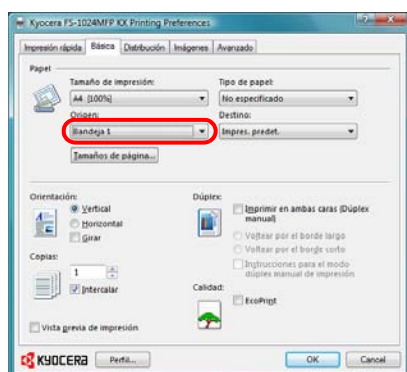 Kyocera FS-1024MFP KX Printing Preferences
Impresión rápida Básica Distribución Imágenes Avanzado
Papel
Tamaño de impresión: Tipo de papel:
A4 [100%] No especificado
Origen: Destino:
Bandeja 1 Impres. predet.
Tamaños de página...
Orientación: Dúplex:
Vertical Imprimir en ambas caras (Dúplex
manual)
Horizontal
Girar Voltear por el borde largo
Voltear por el borde corto
Copias:
1 Instrucciones para el modo
dúplex manual de impresión
Intercalar Calidad:
EcoPrint
Vista previa de impresión
KYOCERA Perfil... OK Cancel